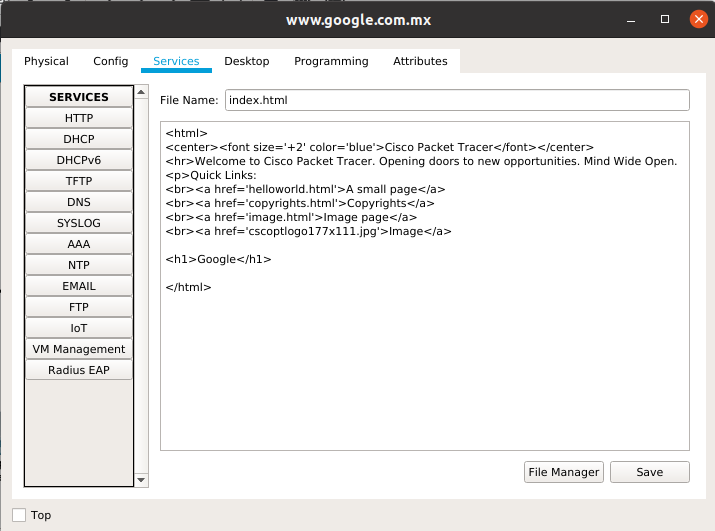 www.google.com.mx
Physical Config Services Desktop Programming Attributes
SERVICES
HTTP
DHCP
DHCPv6
TFTP
DNS
SYSLOG
AAA
NTP
EMAIL
FTP
IoT
VM Management
Radius EAP
File Name: index.html
<html>
<center><font size='+2' color='blue'>Cisco Packet Tracer</font></center>
<hr>Welcome to Cisco Packet Tracer. Opening doors to new opportunities. Mind Wide Open.
<p>Quick Links:
<br><a href='helloworld.html'>A small page</a>
<br><a href='copyrights.html'>Copyrights</a>
<br><a href='image.html'>Image page</a>
<br><a href='cscoptlogo177x111.jpg'>Image</a>
<h1>Google</h1>
</html>
File Manager Save
Top